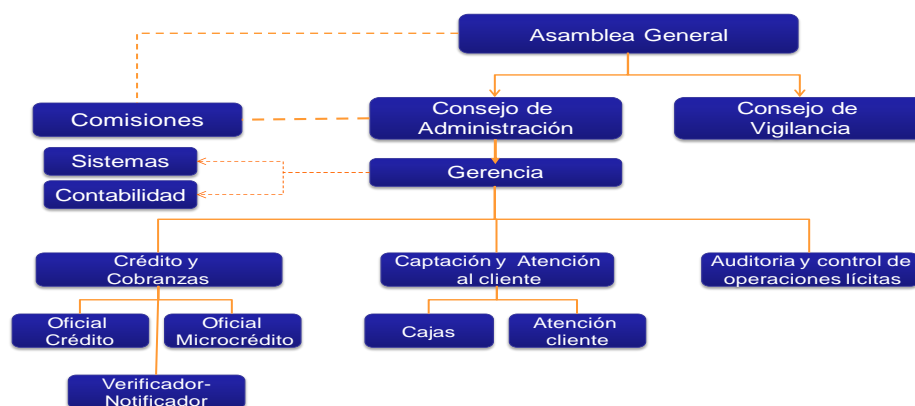 Asamblea General
Consejo de
Administración
Consejo de
Vigilancia
Comisiones
Sistemas
Contabilidad
Gerencia
Crédito y
Cobranzas
Captación y Atención
al cliente
Auditoria y control de
operaciones lícitas
Oficial
Crédito
Oficial
Microcrédito
Cajas
Atención
cliente
Verificador-
Notificador